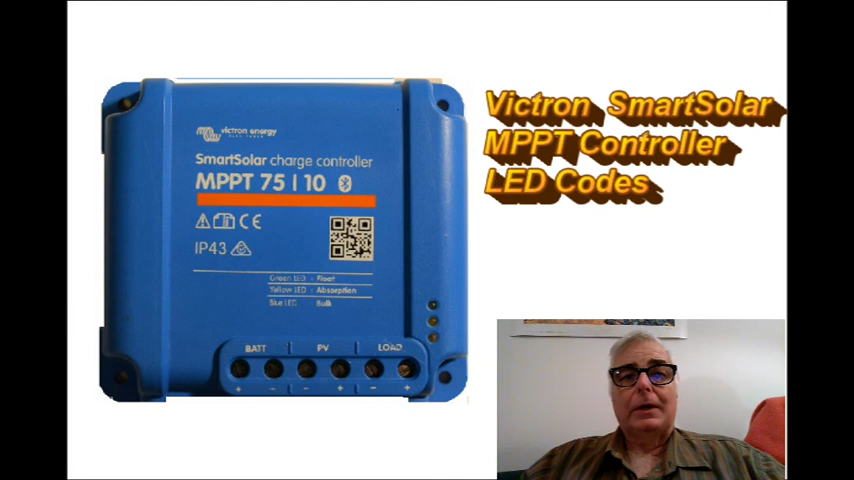 Victron SmartSolar
MPPT Controller
LED Codes
victron energy
SmartSolar charge controller
MPPT 75 | 10
CE
IP43
Green LED : Float
Yellow LED : Absorption
Blue LED : Bulk
BATT
PV
LOAD
+ - - + - +